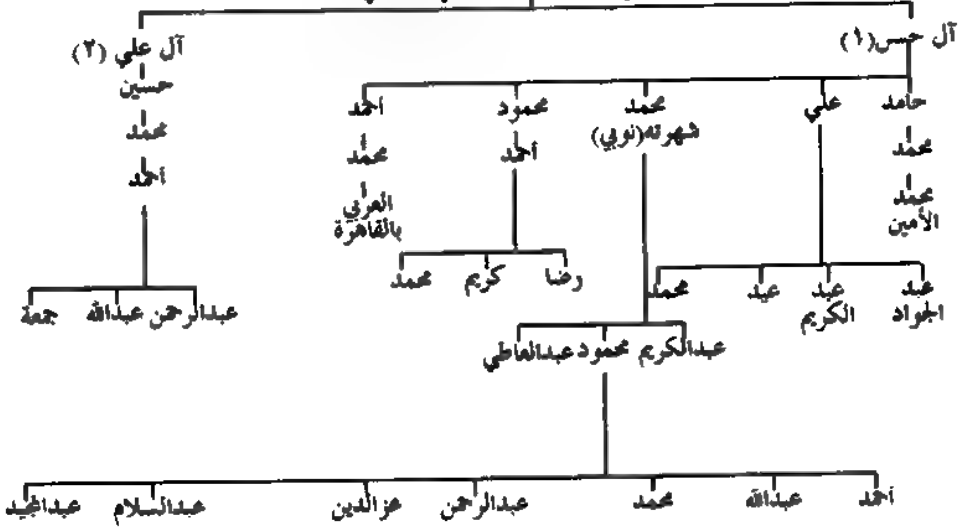 آل حسن (١) آل علي (٢)
حسين
حامد علي محمد محمود أحمد
شهرته (نوبي)
محمد أحمد محمد محمد
أحمد
محمد الأمين
العربي بالقاهرة
رضا كريم محمد
عبد الجواد عبد الكريم عيد محمد
عبدالرحمن عبدالله جمعة
عبدالكريم محمود عبدالعاطي
أحمد عبدالله محمد عبدالرحمن عزالدين عبدالسلام عبدالمجيد